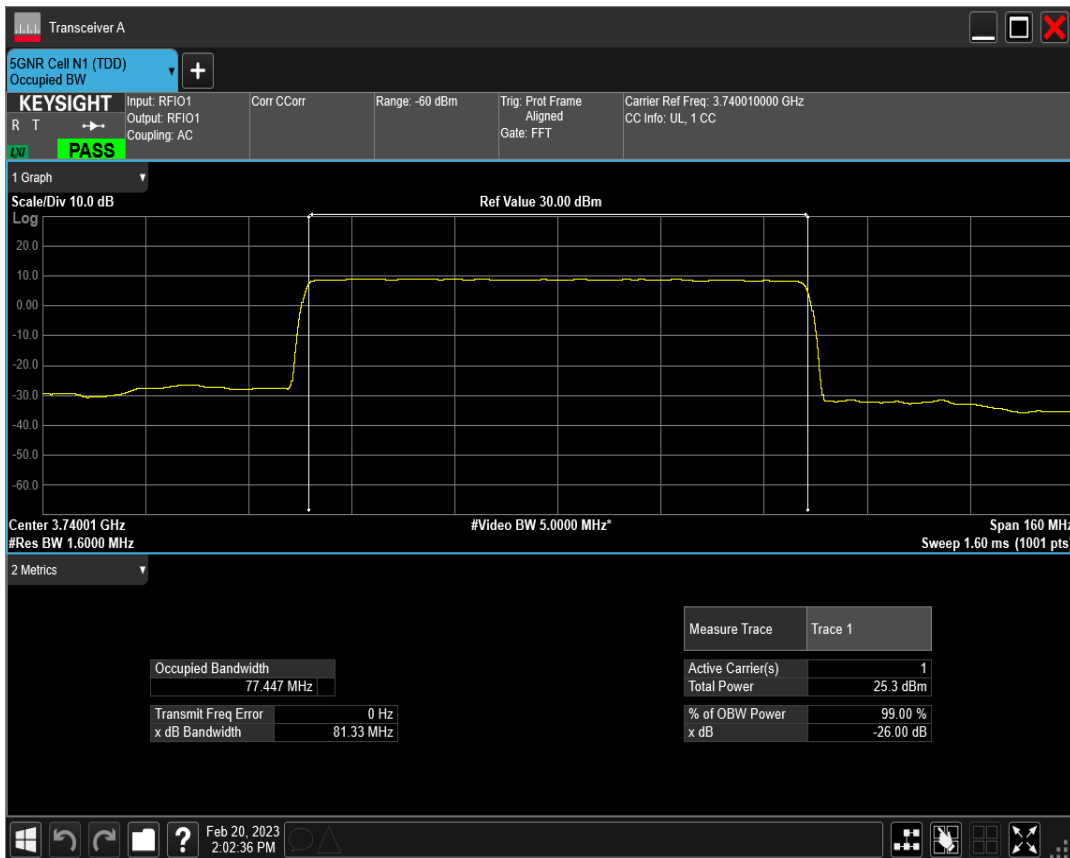 Transceiver A
5GNR Cell N1 (TDD)
Occupied BW
+
KEYSIGHT
R T
LXI
PASS
Input: RFIO1
Output: RFIO1
Coupling: AC
Corr CCorr
Range: -60 dBm
Trig: Prot Frame
Aligned
Gate: FFT
Carrier Ref Freq: 3.740010000 GHz
CC Info: UL, 1 CC
1 Graph
Scale/Div 10.0 dB
Ref Value 30.00 dBm
Log
20.0
10.0
0.00
-10.0
-20.0
-30.0
-40.0
-50.0
-60.0
Center 3.74001 GHz
#Video BW 5.0000 MHz*
Span 160 MHz
#Res BW 1.6000 MHz
Sweep 1.60 ms (1001 pts)
2 Metrics
Measure Trace Trace 1
Occupied Bandwidth
77.447 MHz
Active Carrier(s) 1
Total Power 25.3 dBm
Transmit Freq Error 0 Hz
x dB Bandwidth 81.33 MHz
% of OBW Power 99.00 %
x dB -26.00 dB
?
Feb 20, 2023
2:02:36 PM